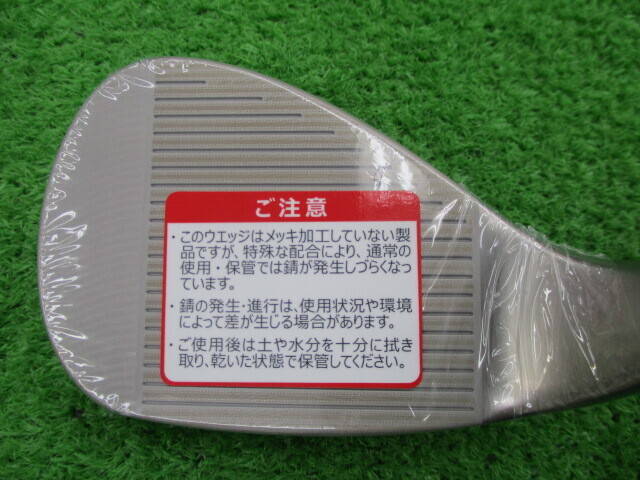 ご注意
・このウエッジはメッキ加工していない製
品ですが、特殊な配合により、通常の
使用・保管では錆が発生しづらくなっ
ています。
・錆の発生・進行は、使用状況や環境
によって差が生じる場合があります。
・ご使用後は土や水分を十分に拭き
取り、乾いた状態で保管してください。